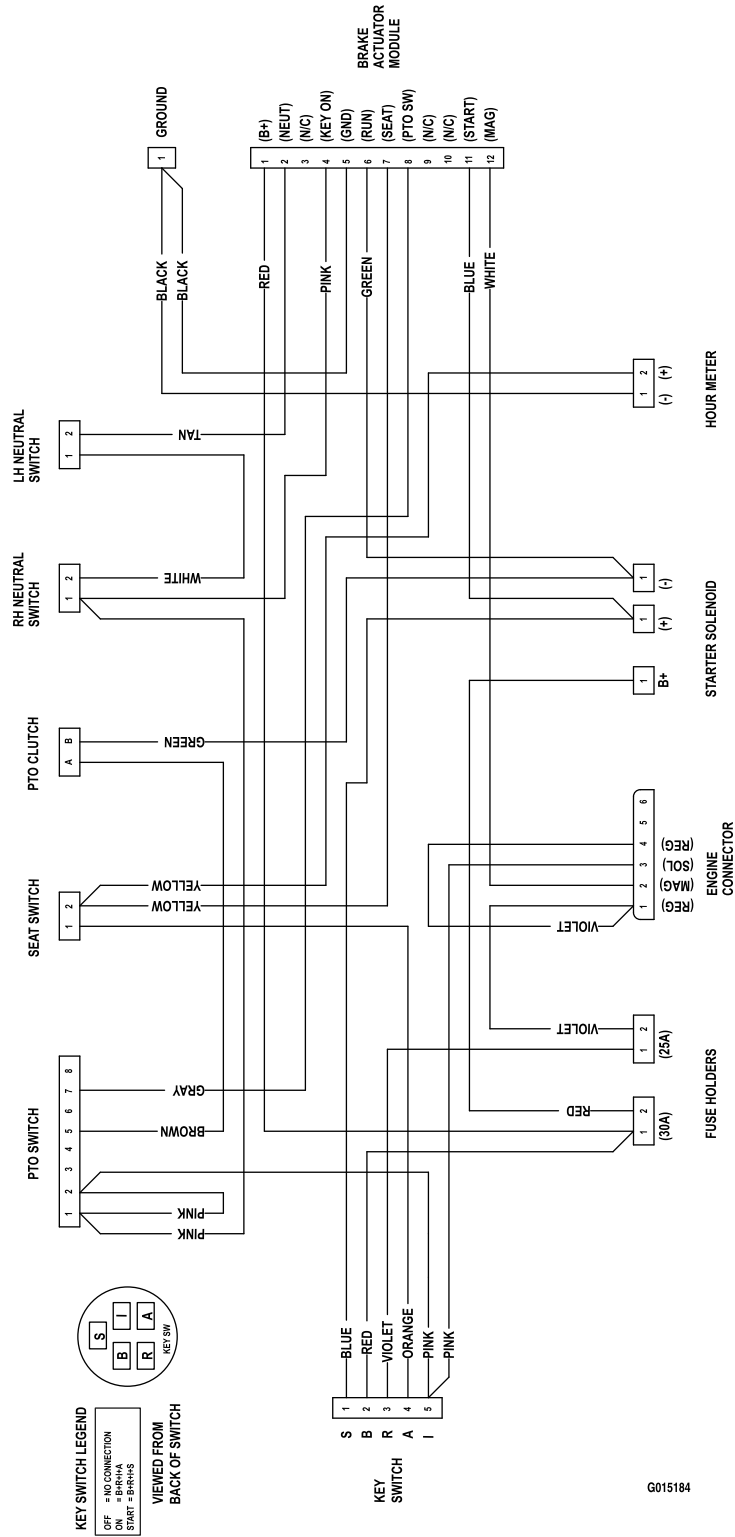 KEY SWITCH LEGEND
OFF = NO CONNECTION
ON = B+R+I+A
START = B+R+I+S
VIEWED FROM
BACK OF SWITCH
S
B
I
R
A
KEY SW
PTO SWITCH
1 2 3 4 5 6 7 8
PINK
PINK
BROWN
GRAY
SEAT SWITCH
1 2
YELLOW
YELLOW
PTO CLUTCH
A B
GREEN
RH NEUTRAL
SWITCH
1 2
WHITE
LH NEUTRAL
SWITCH
1 2
TAN
GROUND
1
BLACK
BLACK
BRAKE
ACTUATOR
MODULE
1 (B+)
2 (NEUT)
3 (N/C)
4 (KEY ON)
5 (GND)
6 (RUN)
7 (SEAT)
8 (PTO SW)
9 (N/C)
10 (N/C)
11 (START)
12 (MAG)
RED
PINK
GREEN
BLUE
WHITE
KEY
SWITCH
S 1 BLUE
B 2 RED
R 3 VIOLET
A 4 ORANGE
I 5 PINK
PINK
RED
1 2
(30A)
VIOLET
1 2
(25A)
FUSE HOLDERS
VIOLET
1 2 3 4 5 6
(REG) (MAG) (SOL) (REG)
ENGINE
CONNECTOR
1
B+
1
(+)
1
(-)
STARTER SOLENOID
1 2
(-) (+)
HOUR METER
G015184